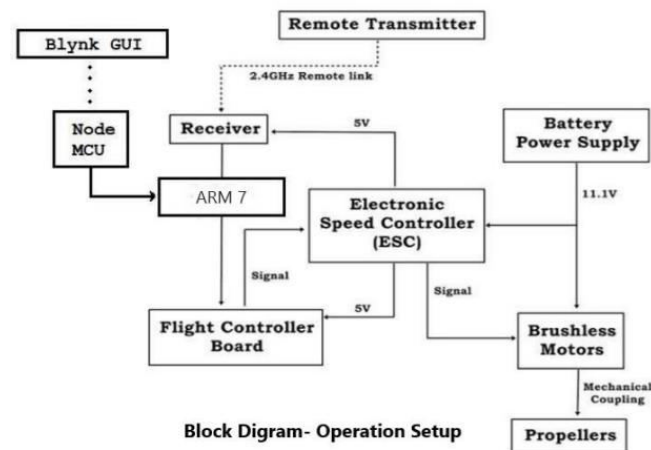 Remote Transmitter
Blynk GUI
2.4GHz Remote link
Node
MCU
Receiver
5V
Battery
Power Supply
ARM 7
11.1V
Electronic
Speed Controller
(ESC)
Signal
Signal
5V
Flight Controller
Board
Brushless
Motors
Mechanical
Coupling
Block Digram- Operation Setup
Propellers